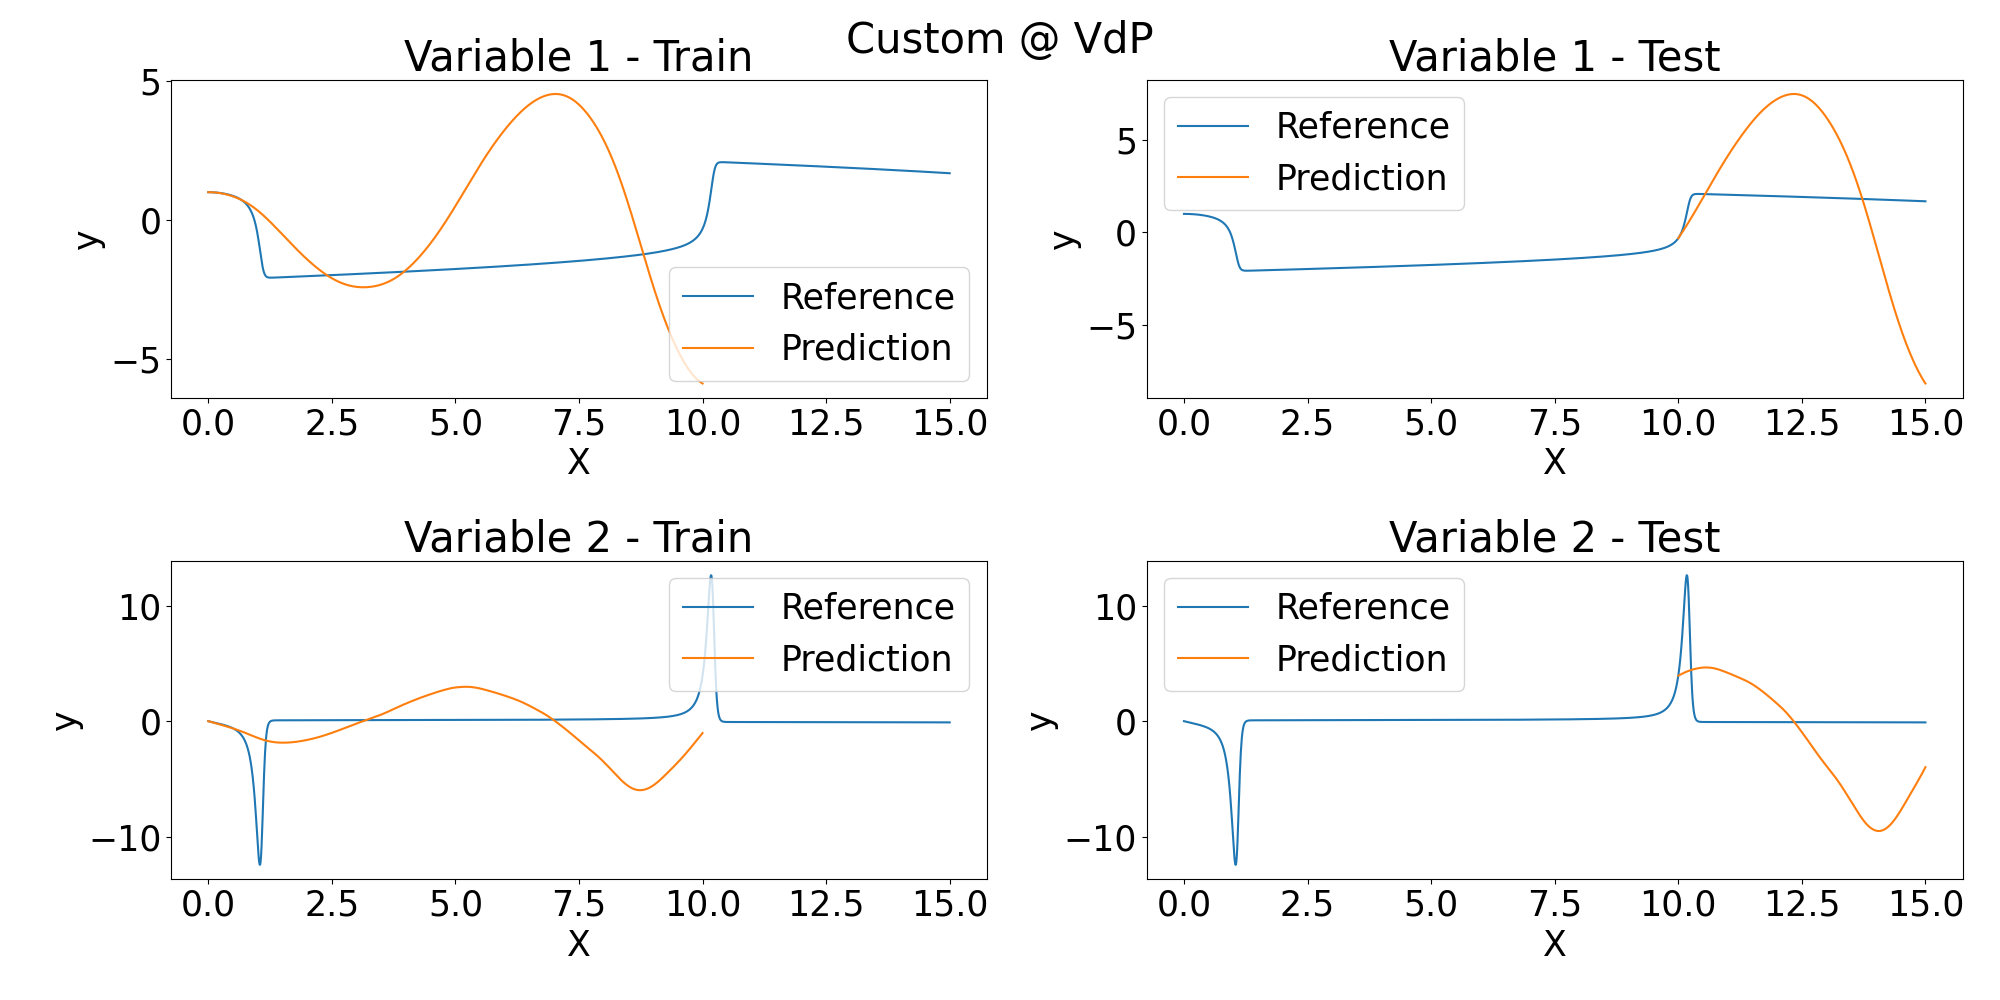 Custom @ VdP
Variable 1 - Train
5
0
−5
y
Reference
Prediction
0.0 2.5 5.0 7.5 10.0 12.5 15.0
X
Variable 1 - Test
5
0
−5
y
Reference
Prediction
0.0 2.5 5.0 7.5 10.0 12.5 15.0
X
Variable 2 - Train
10
0
−10
y
Reference
Prediction
0.0 2.5 5.0 7.5 10.0 12.5 15.0
X
Variable 2 - Test
10
0
−10
y
Reference
Prediction
0.0 2.5 5.0 7.5 10.0 12.5 15.0
X